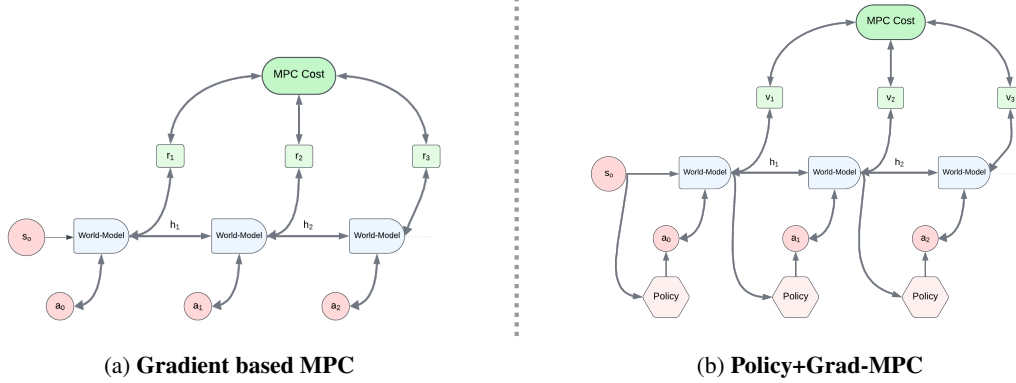 MPC Cost
r1
r2
r3
so
World-Model
h1
World-Model
h2
World-Model
a0
a1
a2
(a) Gradient based MPC
MPC Cost
v1
v2
v3
so
World-Model
h1
World-Model
h2
World-Model
a0
a1
a2
Policy
Policy
Policy
(b) Policy+Grad-MPC